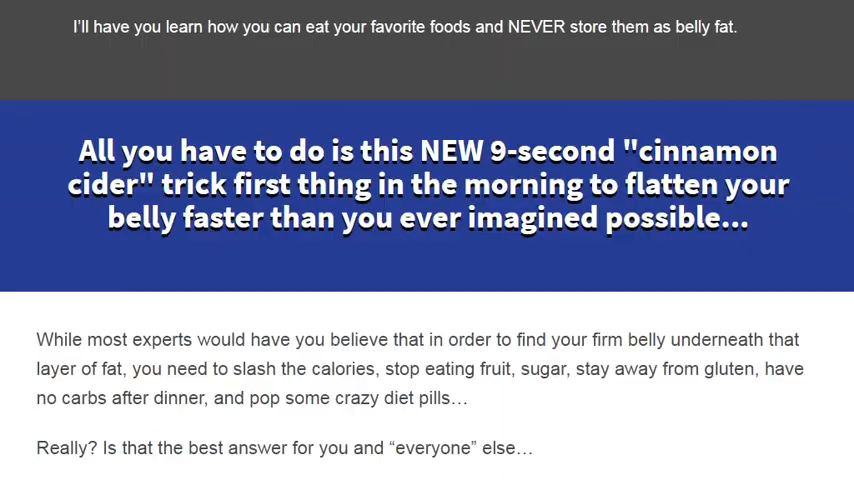 I'll have you learn how you can eat your favorite foods and NEVER store them as belly fat.
All you have to do is this NEW 9-second "cinnamon
cider" trick first thing in the morning to flatten your
belly faster than you ever imagined possible...
While most experts would have you believe that in order to find your firm belly underneath that
layer of fat, you need to slash the calories, stop eating fruit, sugar, stay away from gluten, have
no carbs after dinner, and pop some crazy diet pills…
Really? Is that the best answer for you and “everyone” else…